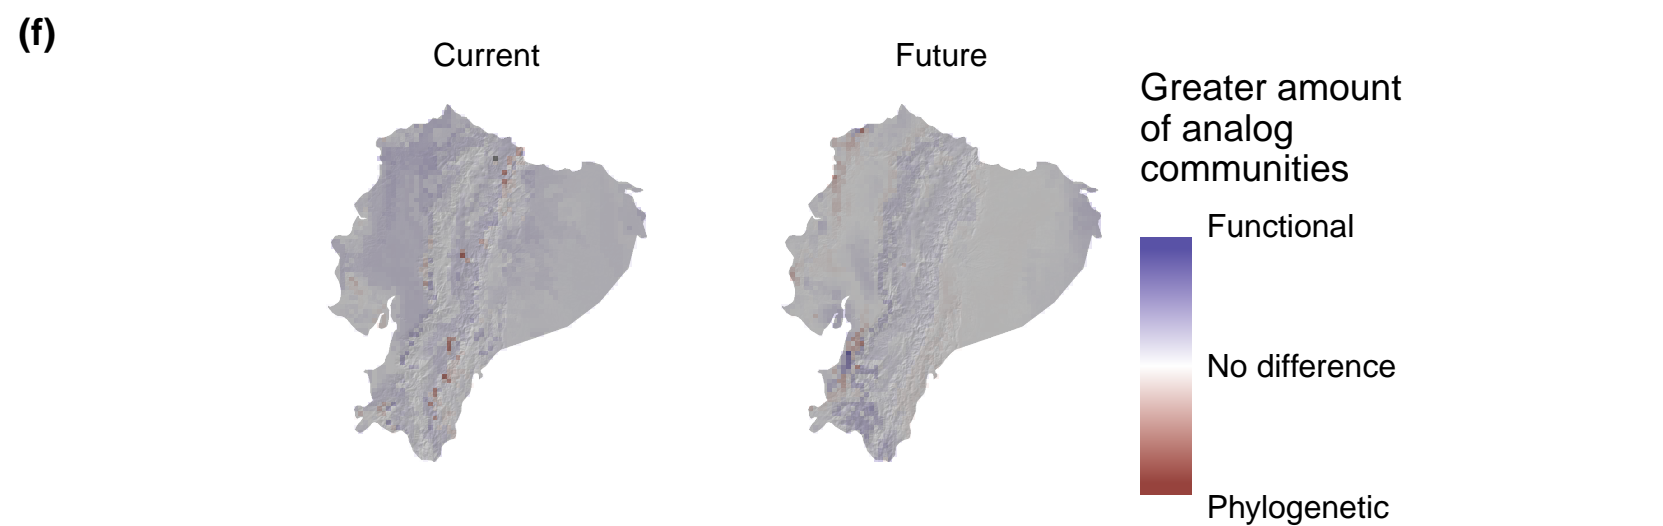 (f)
Current
Future
Greater amount
of analog
communities
Functional
No difference
Phylogenetic